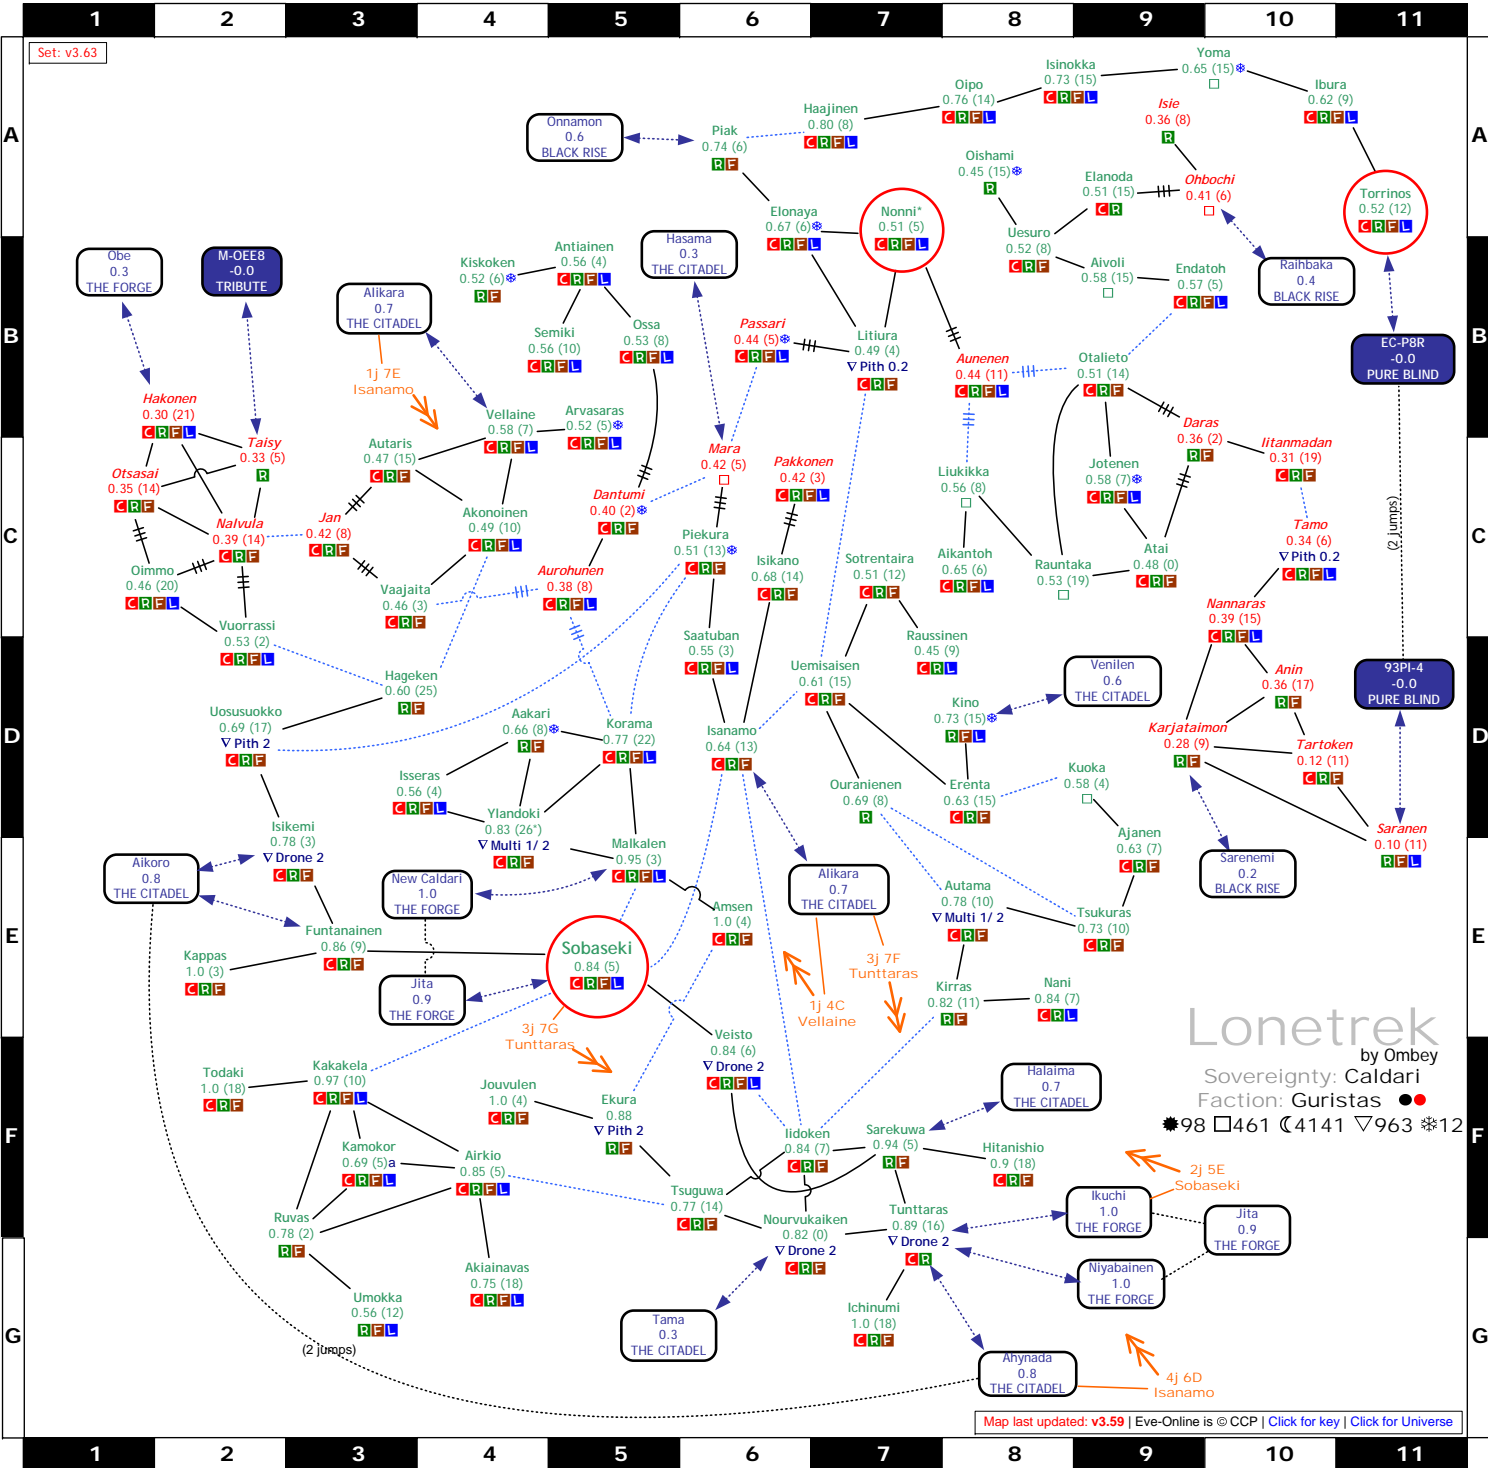 1 2 3 4 5 6 7 8 9 10 11
Set: v3.63
A A
B B
C C
D D
E E
F F
G G
Yoma
0.65 (15)
Isinokka
0.73 (15)
C R F L
Oipo
0.76 (14)
C R F L
Ibura
0.62 (9)
C R F L
Haajinen
0.80 (8)
C R F L
Isie
0.36 (8)
R
Onnamon
0.6
BLACK RISE
Piak
0.74 (6)
R F
Oishami
0.45 (15)
R
Elanoda
0.51 (15)
C R
Ohbochi
0.41 (6)
Torrinos
0.52 (12)
C R F L
Elonaya
0.67 (6)
C R F L
Nonni*
0.51 (5)
C R F L
Uesuro
0.52 (8)
C R F
Obe
0.3
THE FORGE
M-OEE8
-0.0
TRIBUTE
Kiskoken
0.52 (6)
R F
Antiainen
0.56 (4)
C R F L
Hasama
0.3
THE CITADEL
Aivoli
0.58 (15)
Endatoh
0.57 (5)
C R F L
Raihbaka
0.4
BLACK RISE
Alikara
0.7
THE CITADEL
1j 7E
Isanamo
Semiki
0.56 (10)
C R F L
Ossa
0.53 (8)
C R F L
Passari
0.44 (5)
C R F L
Litiura
0.49 (4)
▽ Pith 0.2
C R F
Aunenen
0.44 (11)
C R F L
Otalieto
0.51 (14)
C R F
EC-P8R
-0.0
PURE BLIND
Hakonen
0.30 (21)
C R F L
Vellaine
0.58 (7)
C R F L
Arvasaras
0.52 (5)
C R F L
Taisy
0.33 (5)
R
Autaris
0.47 (15)
C R F
Mara
0.42 (5)
Pakkonen
0.42 (3)
C R F L
Daras
0.36 (2)
R F
Iitanmadan
0.31 (19)
C R F
Otsasai
0.35 (14)
C R F
Dantumi
0.40 (2)
C R F
Liukikka
0.56 (8)
Jotenen
0.58 (7)
C R F L
(2 jumps)
Nalvula
0.39 (14)
C R F
Jan
0.42 (8)
C R F
Akonoinen
0.49 (10)
C R F L
Piekura
0.51 (13)
C R F
Tamo
0.34 (6)
▽ Pith 0.2
C R F L
Oimmo
0.46 (20)
C R F L
Vaajaita
0.46 (3)
C R F
Aurohunen
0.38 (8)
C R F L
Isikano
0.68 (14)
C R F
Sotrentaira
0.51 (12)
C R F
Aikantoh
0.65 (6)
C R F L
Rauntaka
0.53 (19)
Atai
0.48 (0)
C R F
Nannaras
0.39 (15)
C R F L
Vuorrassi
0.53 (2)
C R F L
Saatuban
0.55 (3)
C R F L
Raussinen
0.45 (9)
C R L
Hageken
0.60 (25)
R F
Uemisaisen
0.61 (15)
C R F
Venilen
0.6
THE CITADEL
Anin
0.36 (17)
R F
93PI-4
-0.0
PURE BLIND
Uosusuokko
0.69 (17)
▽ Pith 2
C R F
Aakari
0.66 (8)
R F
Korama
0.77 (22)
C R F L
Isanamo
0.64 (13)
C R F
Kino
0.73 (15)
R F L
Karjataimon
0.28 (9)
R F
Tartoken
0.12 (11)
C R F
Isseras
0.56 (4)
C R F L
Ouranienen
0.69 (8)
R
Erenta
0.63 (15)
C R F
Kuoka
0.58 (4)
Isikemi
0.78 (3)
▽ Drone 2
C R F
Ylandoki
0.83 (26*)
▽ Multi 1/ 2
C R F
Malkalen
0.95 (3)
C R F L
Ajanen
0.63 (7)
C R F
Saranen
0.10 (11)
R F L
Aikoro
0.8
THE CITADEL
New Caldari
1.0
THE FORGE
Alikara
0.7
THE CITADEL
Sarenemi
0.2
BLACK RISE
Amsen
1.0 (4)
C R F
Autama
0.78 (10)
▽ Multi 1/ 2
C R F
Tsukuras
0.73 (10)
C R F
Funtanainen
0.86 (9)
C R F
Sobaseki
0.84 (5)
C R F L
Kappas
1.0 (3)
C R F
Jita
0.9
THE FORGE
3j 7F
Tunttaras
1j 4C
Vellaine
Kirras
0.82 (11)
R F
Nani
0.84 (7)
C R L
3j 7G
Tunttaras
Veisto
0.84 (6)
▽ Drone 2
C R F L
Lonetrek
by Ombey
Sovereignty: Caldari
Faction: Guristas
98 461 4141 963 12
Todaki
1.0 (18)
C R F
Kakakela
0.97 (10)
C R F L
Jouvulen
1.0 (4)
C R F
Ekura
0.88
▽ Pith 2
R F
Halaima
0.7
THE CITADEL
Kamokor
0.69 (5)a
C R F L
Airkio
0.85 (5)
C R F L
Iidoken
0.84 (7)
C R F
Sarekuwa
0.94 (5)
R F
Hitanishio
0.9 (18)
C R F
2j 5E
Sobaseki
Tsuguwa
0.77 (14)
C R F
Ikuchi
1.0
THE FORGE
Ruvas
0.78 (2)
R F
Nourvukaiken
0.82 (0)
▽ Drone 2
C R F
Tunttaras
0.89 (16)
▽ Drone 2
C R
Jita
0.9
THE FORGE
Akiainavas
0.75 (18)
C R F L
Niyabainen
1.0
THE FORGE
Umokka
0.56 (12)
R F L
Tama
0.3
THE CITADEL
Ichinumi
1.0 (18)
C R F
(2 jumps)
Ahynada
0.8
THE CITADEL
4j 6D
Isanamo
Map last updated: v3.59 | Eve-Online is © CCP | Click for key | Click for Universe
1 2 3 4 5 6 7 8 9 10 11